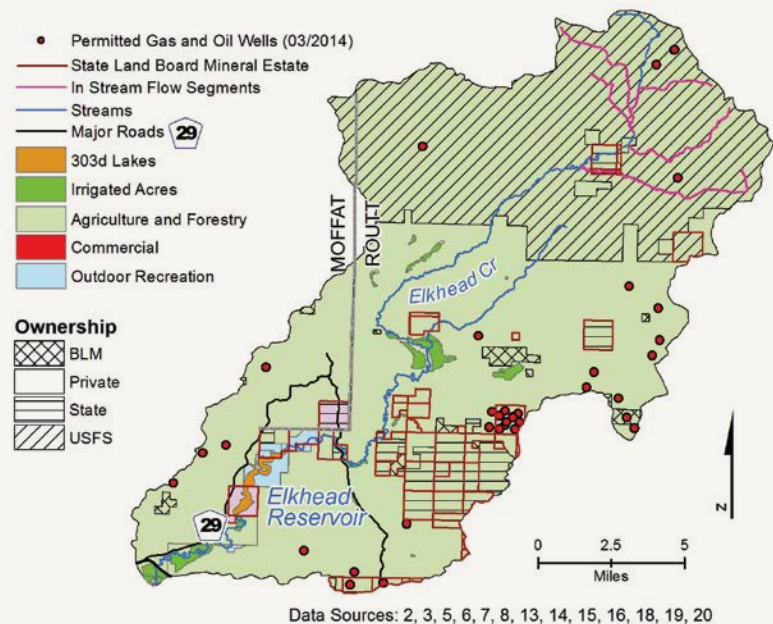 Permitted Gas and Oil Wells (03/2014)
State Land Board Mineral Estate
In Stream Flow Segments
Streams
Major Roads 29
303d Lakes
Irrigated Acres
Agriculture and Forestry
Commercial
Outdoor Recreation
Ownership
BLM
Private
State
USFS
MOFFAT
ROUTT
Elkhead Cr
Elkhead
Reservoir
29
N
0 2.5 5
Miles
Data Sources: 2, 3, 5, 6, 7, 8, 13, 14, 15, 16, 18, 19, 20